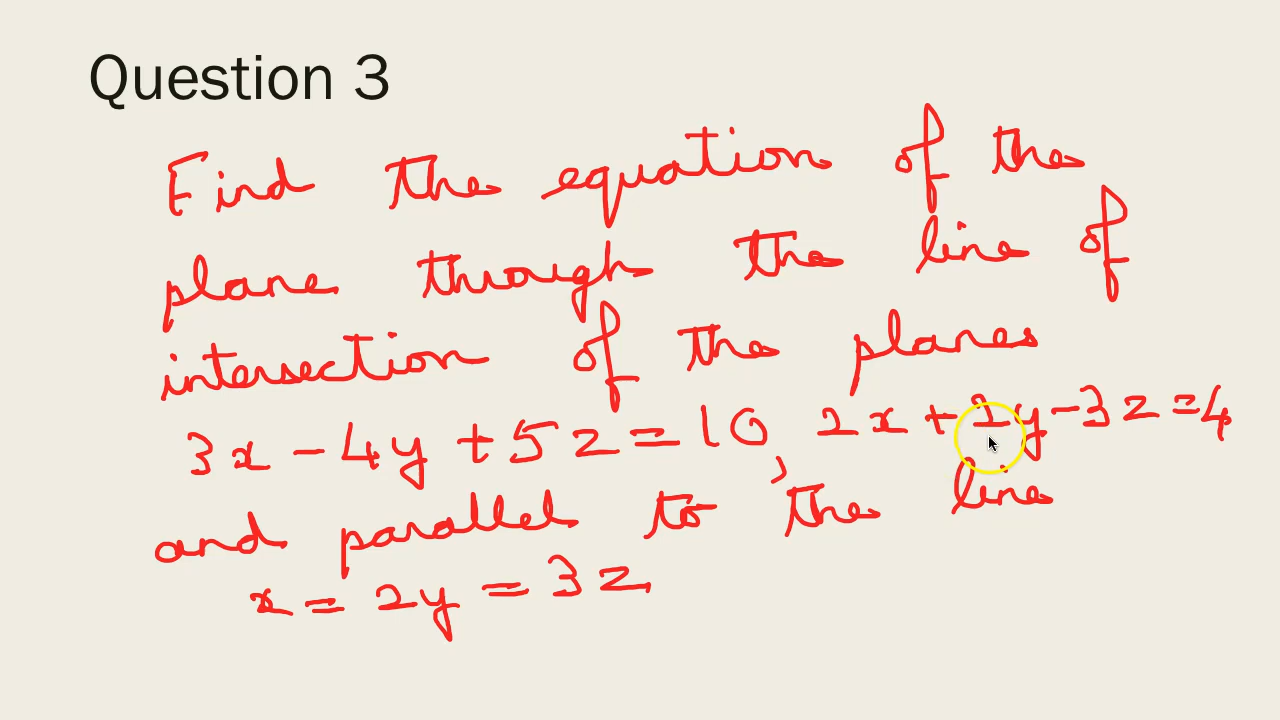 Question 3
Find the equation of the
plane through the line of
intersection of the planes
3x - 4y + 5z = 10, 2x + 2y - 3z = 4
and parallel to the line
x = 2y = 3z